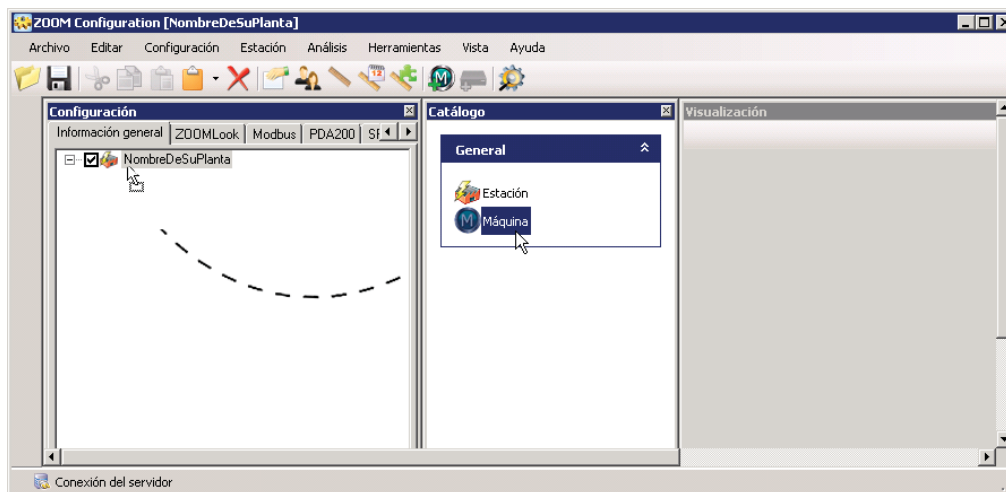 ZOOM Configuration [NombreDeSuPlanta]
Archivo Editar Configuración Estación Análisis Herramientas Vista Ayuda
12 M
Configuración
Información general ZOOMLook Modbus PDA200
NombreDeSuPlanta
Catálogo
General
Estación
M Máquina
Visualización
Conexión del servidor